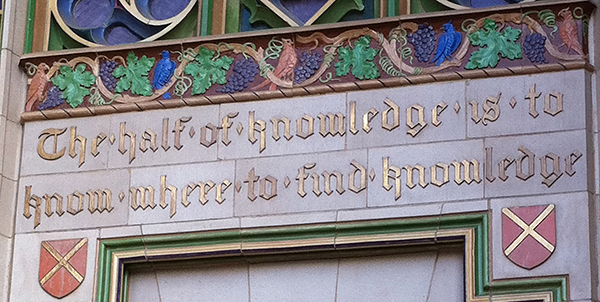 The·half·of·knowledge·is·to
know·where·to·find·knowledge